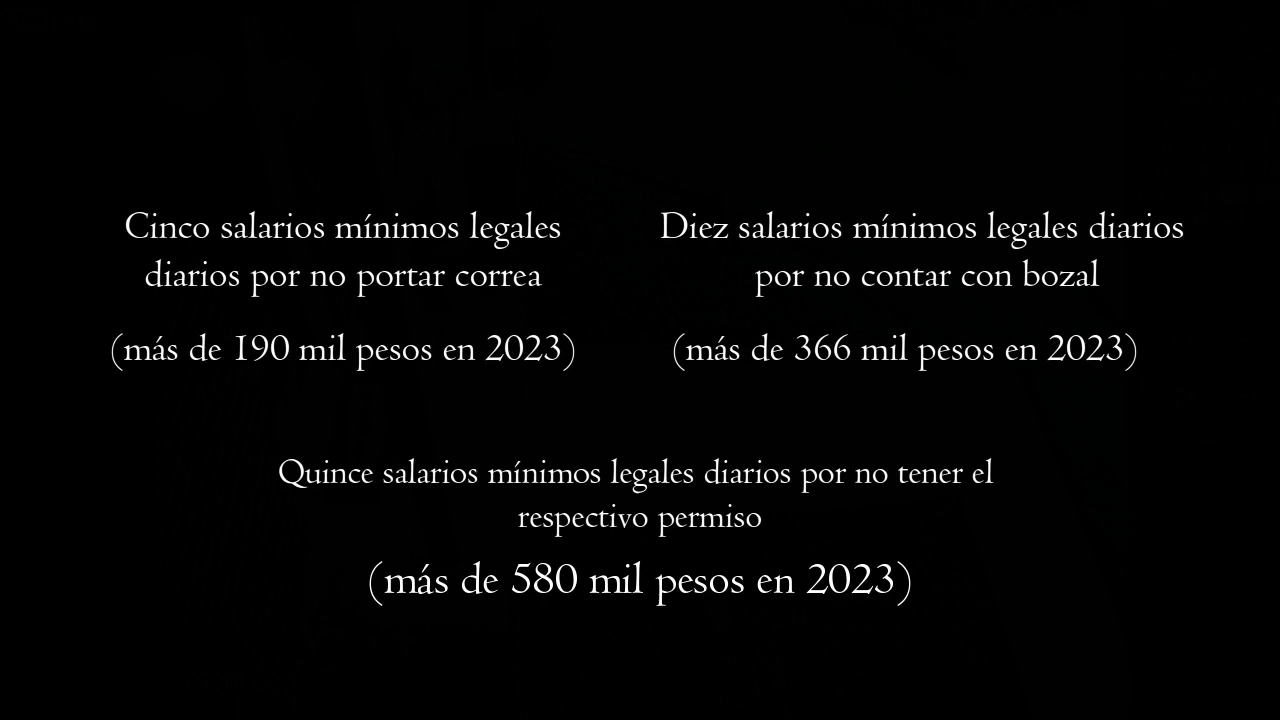 Cinco salarios mínimos legales
diarios por no portar correa
(más de 190 mil pesos en 2023)
Diez salarios mínimos legales diarios
por no contar con bozal
(más de 366 mil pesos en 2023)
Quince salarios mínimos legales diarios por no tener el
respectivo permiso
(más de 580 mil pesos en 2023)